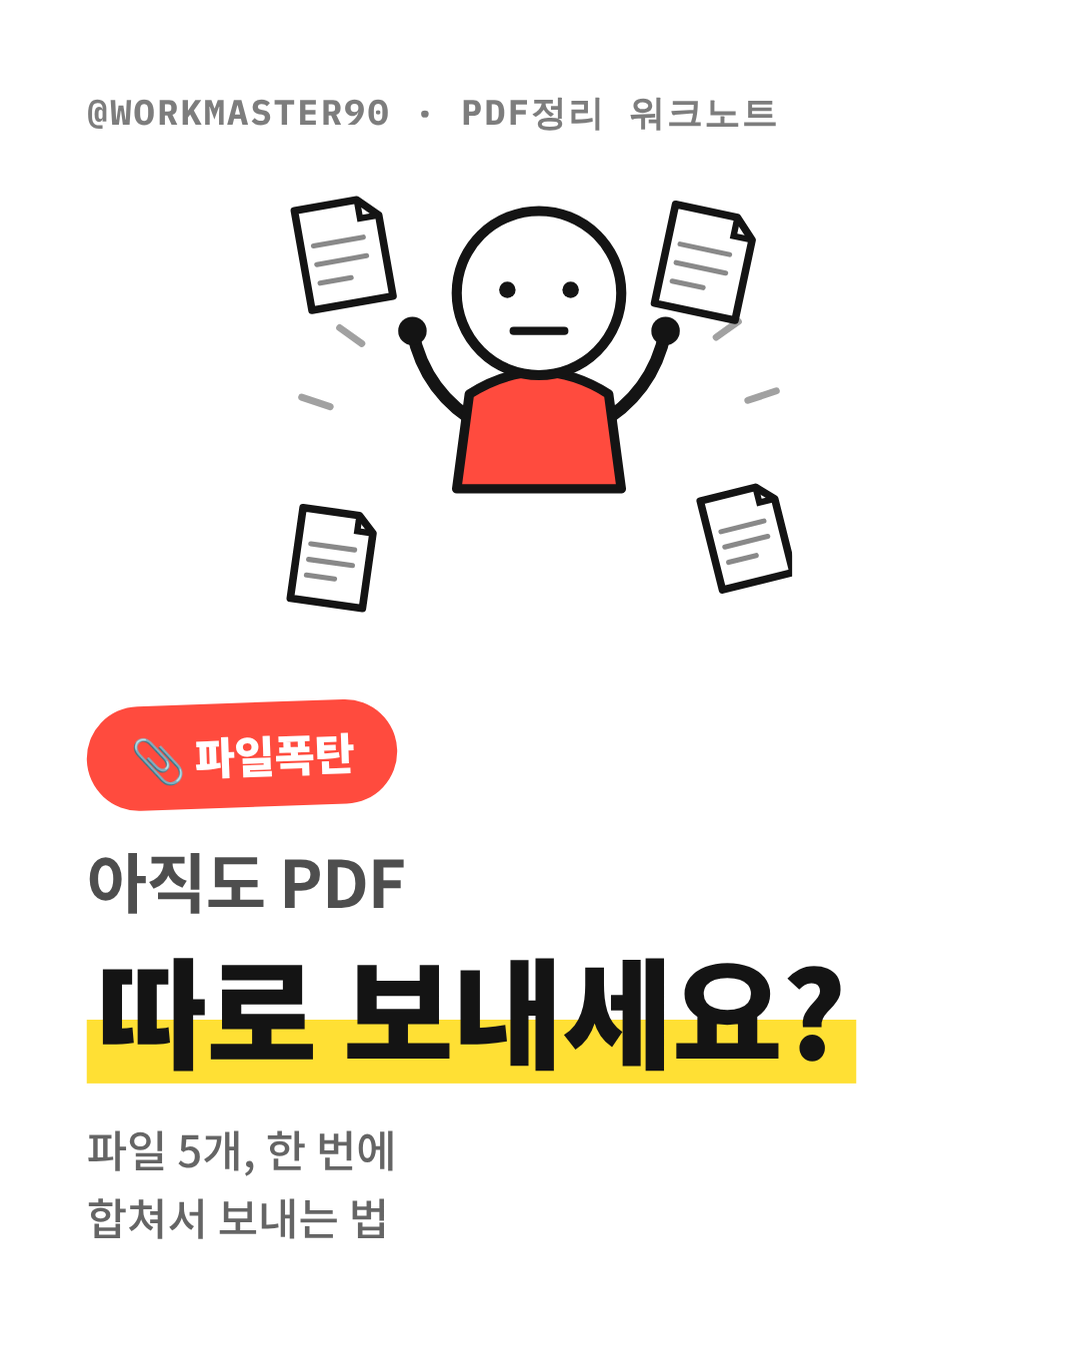 @WORKMASTER90 · PDF정리 워크노트
📎 파일폭탄
아직도 PDF
따로 보내세요?
파일 5개, 한 번에
합쳐서 보내는 법